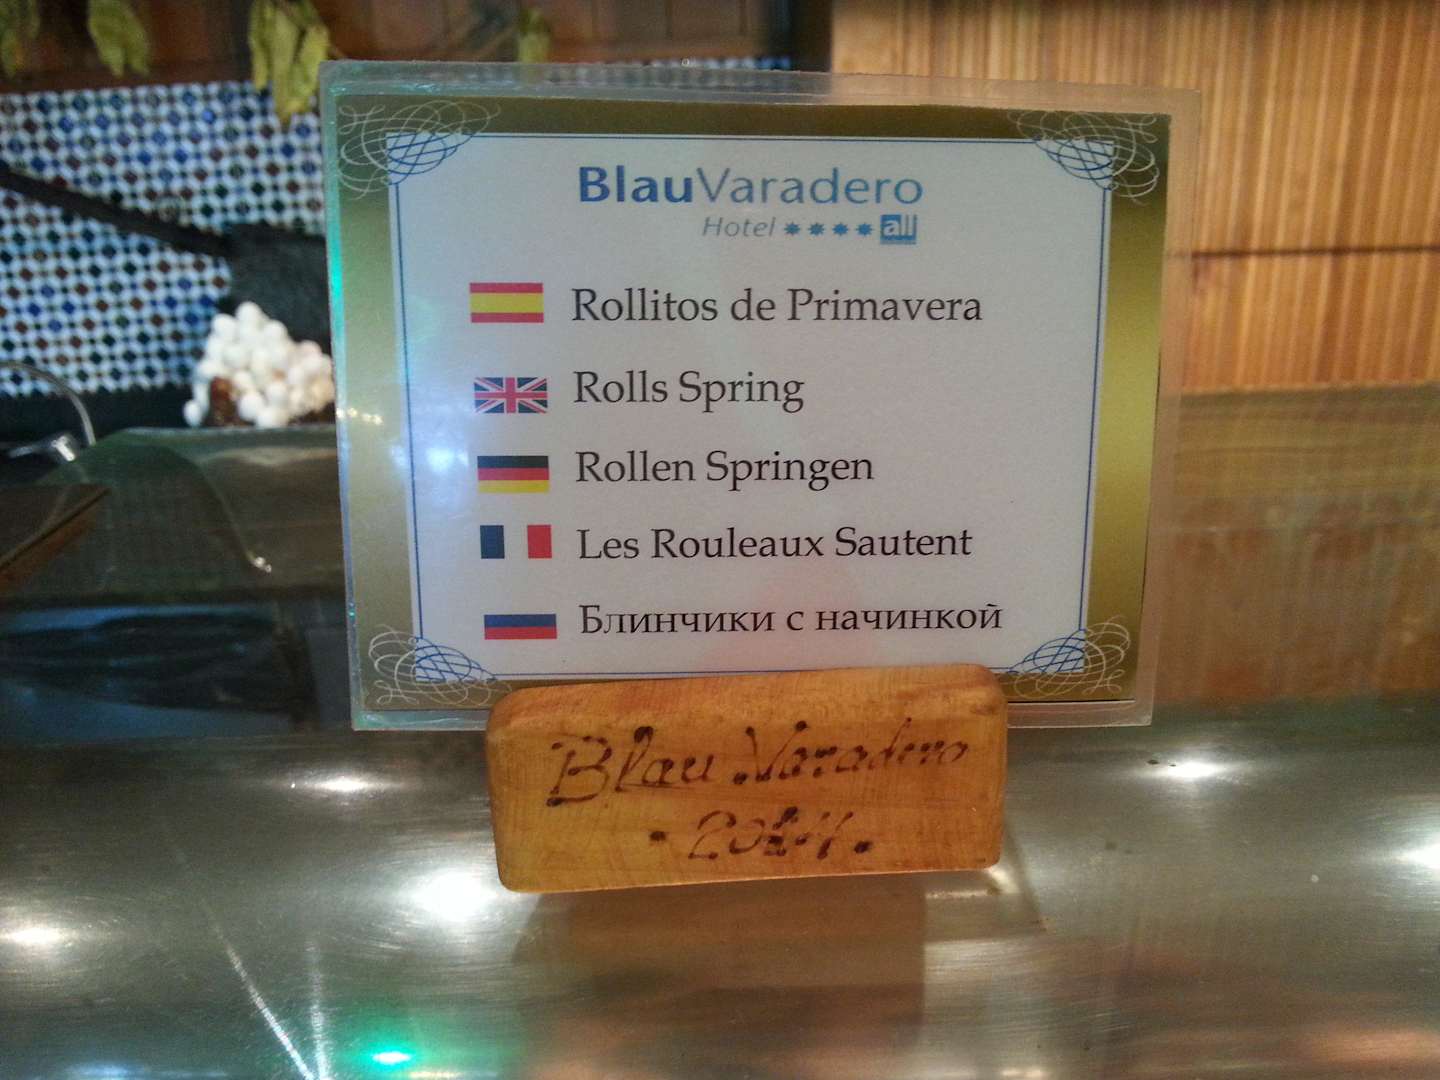 BlauVaradero
Hotel ****all
Rollitos de Primavera
Rolls Spring
Rollen Springen
Les Rouleaux Sautent
Блинчики с начинкой
Blau Varadero
· 2014 ·